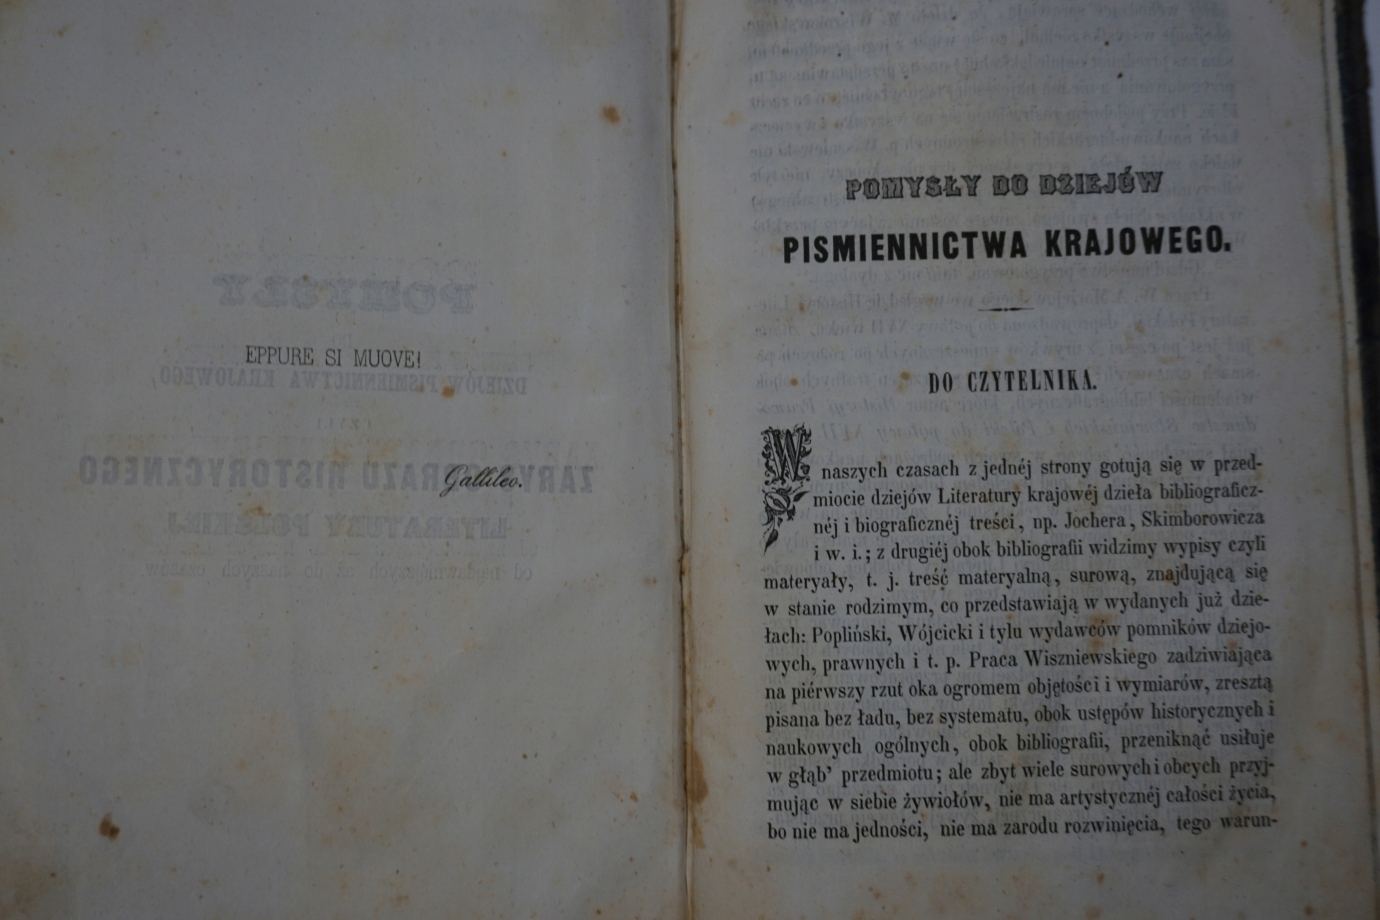 EPPURE SI MUOVE!
Gallileo.
POMYSŁY DO DZIEJÓW
PISMIENNICTWA KRAJOWEGO.
DO CZYTELNIKA.
W naszych czasach z jednéj strony gotują się w przed-
miocie dziejów Literatury krajowéj dzieła bibliograficz-
néj i biograficznéj treści, np. Jochera, Skimborowicza
i w. i.; z drugiéj obok bibliografii widzimy wypisy czyli
materyały, t. j. treść materyalną, surową, znajdującą się
w stanie rodzimym, co przedstawiają w wydanych już dzie-
łach: Popliński, Wójcicki i tylu wydawców pomników dziejo-
wych, prawnych i t. p. Praca Wiszniewskiego zadziwiająca
na piérwszy rzut oka ogromem objętości i wymiarów, zresztą
pisana bez ładu, bez systematu, obok ustępów historycznych i
naukowych ogólnych, obok bibliografii, przeniknąć usiłuje
w głąb' przedmiotu; ale zbyt wiele surowych i obcych przyj-
mując w siebie żywiołów, nie ma artystycznéj całości życia,
bo nie ma jedności, nie ma zarodu rozwinięcia, tego warun-